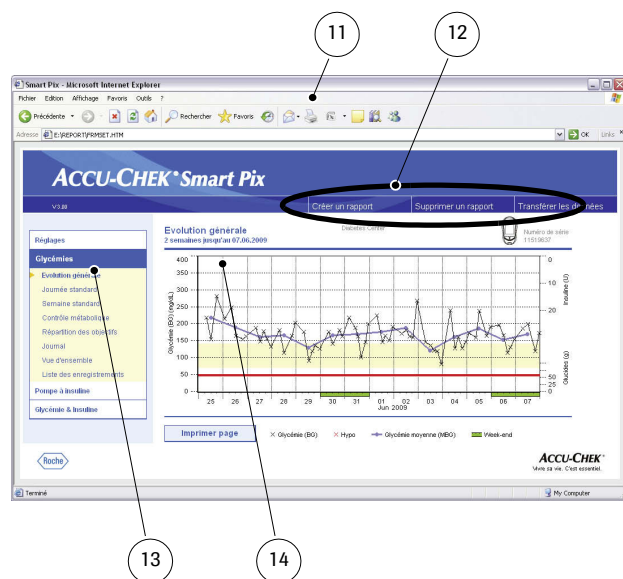 11
12
Smart Pix - Microsoft Internet Explorer
Fichier Edition Affichage Favoris Outils ?
Précédente Rechercher Favoris
Adresse E:\REPORT\FRMSET.HTM OK Links
ACCU-CHEK® Smart Pix
Créer un rapport Supprimer un rapport Transférer les données
Réglages
Glycémies
Evolution générale
Journée standard
Semaine standard
Contrôle métabolique
Répartition des objectifs
Journal
Vue d'ensemble
Liste des enregistrements
Pompe à insuline
Glycémie & Insuline
Evolution générale
2 semaines jusqu'au 07.06.2009
Diabetes-Center
Numéro de série
11519637
Glycémie (BG) (mg/dL)
400
350
300
250
200
150
100
50
0
Insuline (U)
0
10
20
Glucides (g)
50
25
0
25 26 27 28 29 30 31 01 02 03 04 05 06 07
Jun 2009
Imprimer page
Glycémie (BG) Hypo Glycémie moyenne (MBG) Week-end
Roche
ACCU-CHEK®
Vivre sa vie. C'est essentiel.
Terminé My Computer
13
14